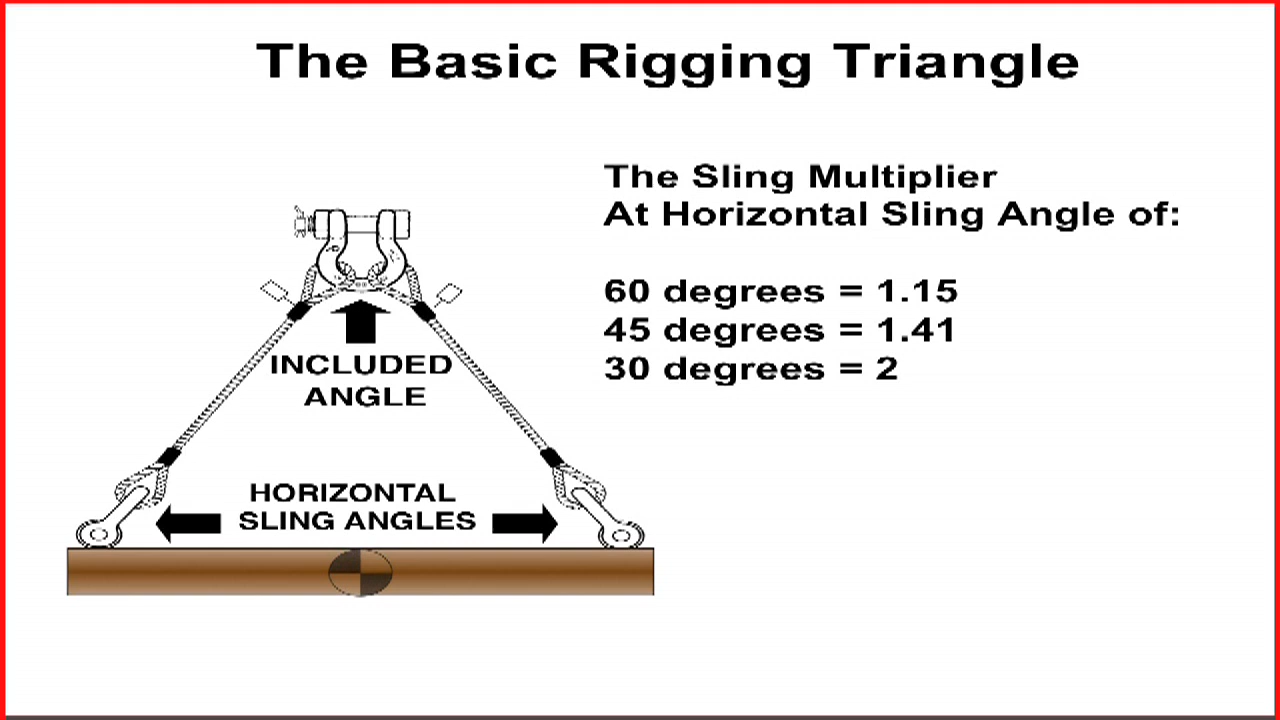 The Basic Rigging Triangle
The Sling Multiplier
At Horizontal Sling Angle of:
60 degrees = 1.15
45 degrees = 1.41
30 degrees = 2
INCLUDED
ANGLE
HORIZONTAL
SLING ANGLES